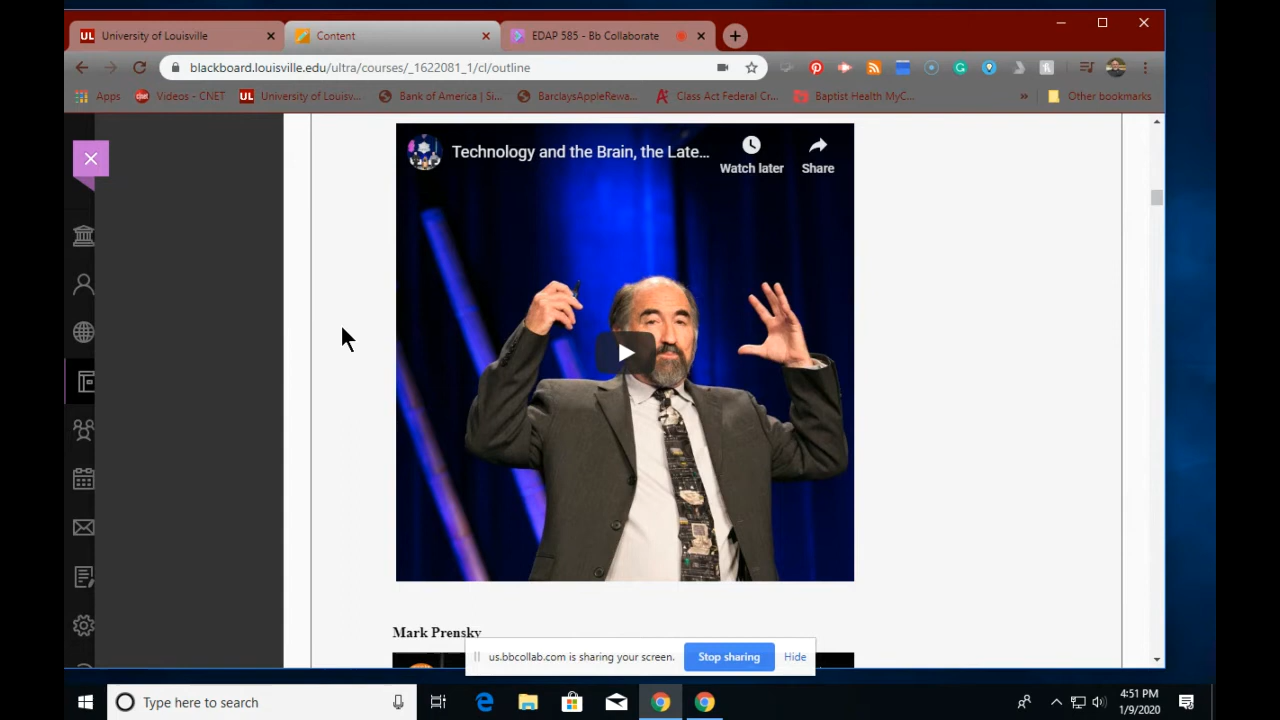 University of Louisville
Content
EDAP 585 - Bb Collaborate
blackboard.louisville.edu/ultra/courses/_1622081_1/cl/outline
Apps
Videos - CNET
University of Louisv...
Bank of America | Si...
BarclaysAppleRewa...
Class Act Federal Cr...
Baptist Health MyC...
»
Other bookmarks
Technology and the Brain, the Late...
Watch later
Share
Mark Prensky
us.bbcollab.com is sharing your screen.
Stop sharing
Hide
Type here to search
4:51 PM
1/9/2020